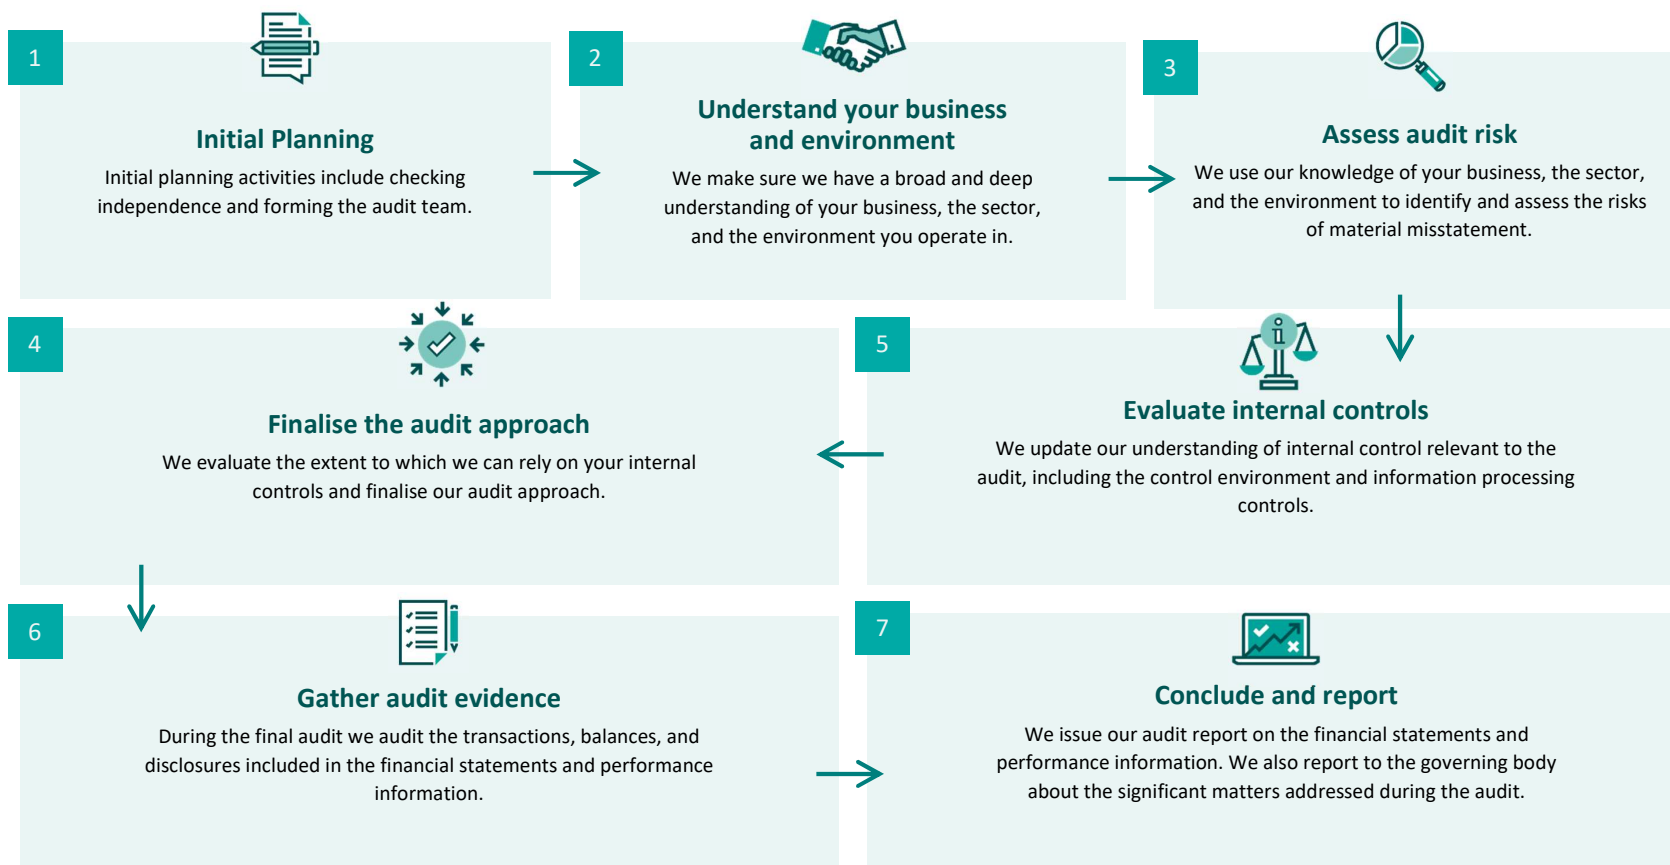 1
Initial Planning
Initial planning activities include checking
independence and forming the audit team.
2
Understand your business
and environment
We make sure we have a broad and deep
understanding of your business, the sector,
and the environment you operate in.
3
Assess audit risk
We use our knowledge of your business, the sector,
and the environment to identify and assess the risks
of material misstatement.
4
Finalise the audit approach
We evaluate the extent to which we can rely on your internal
controls and finalise our audit approach.
5
i
Evaluate internal controls
We update our understanding of internal control relevant to the
audit, including the control environment and information processing
controls.
6
Gather audit evidence
During the final audit we audit the transactions, balances, and
disclosures included in the financial statements and performance
information.
7
Conclude and report
We issue our audit report on the financial statements and
performance information. We also report to the governing body
about the significant matters addressed during the audit.